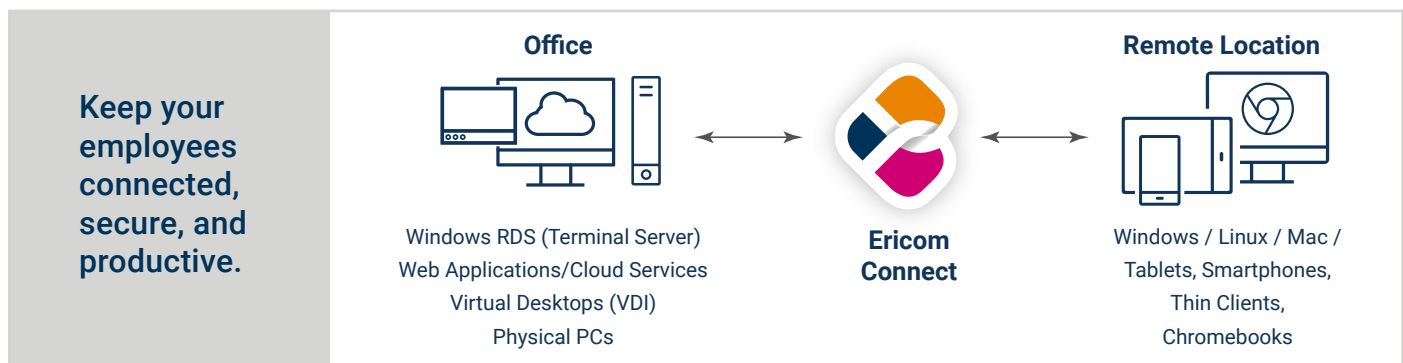 Keep your
employees
connected,
secure, and
productive.
Office
Windows RDS (Terminal Server)
Web Applications/Cloud Services
Virtual Desktops (VDI)
Physical PCs
Ericom
Connect
Remote Location
Windows / Linux / Mac /
Tablets, Smartphones,
Thin Clients,
Chromebooks